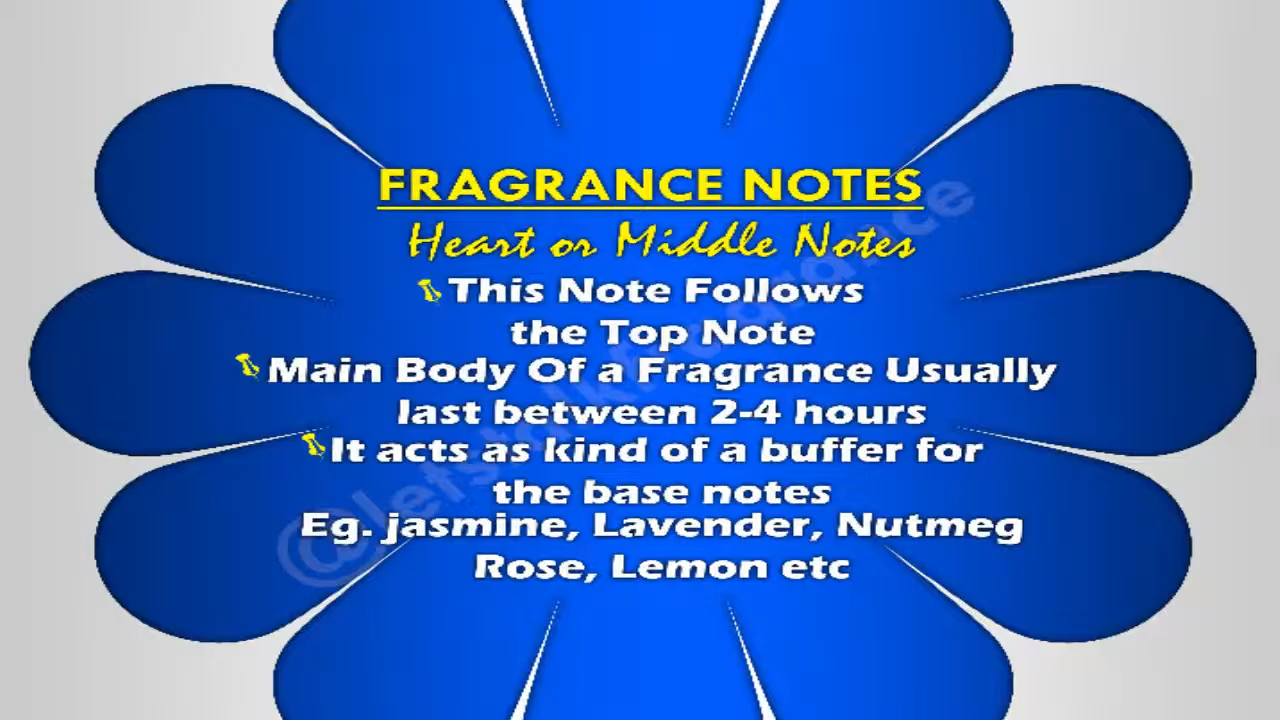 FRAGRANCE NOTES
Heart or Middle Notes
This Note Follows
the Top Note
Main Body Of a Fragrance Usually
last between 2-4 hours
It acts as kind of a buffer for
the base notes
Eg. jasmine, Lavender, Nutmeg
Rose, Lemon etc
@letstalkfragrance